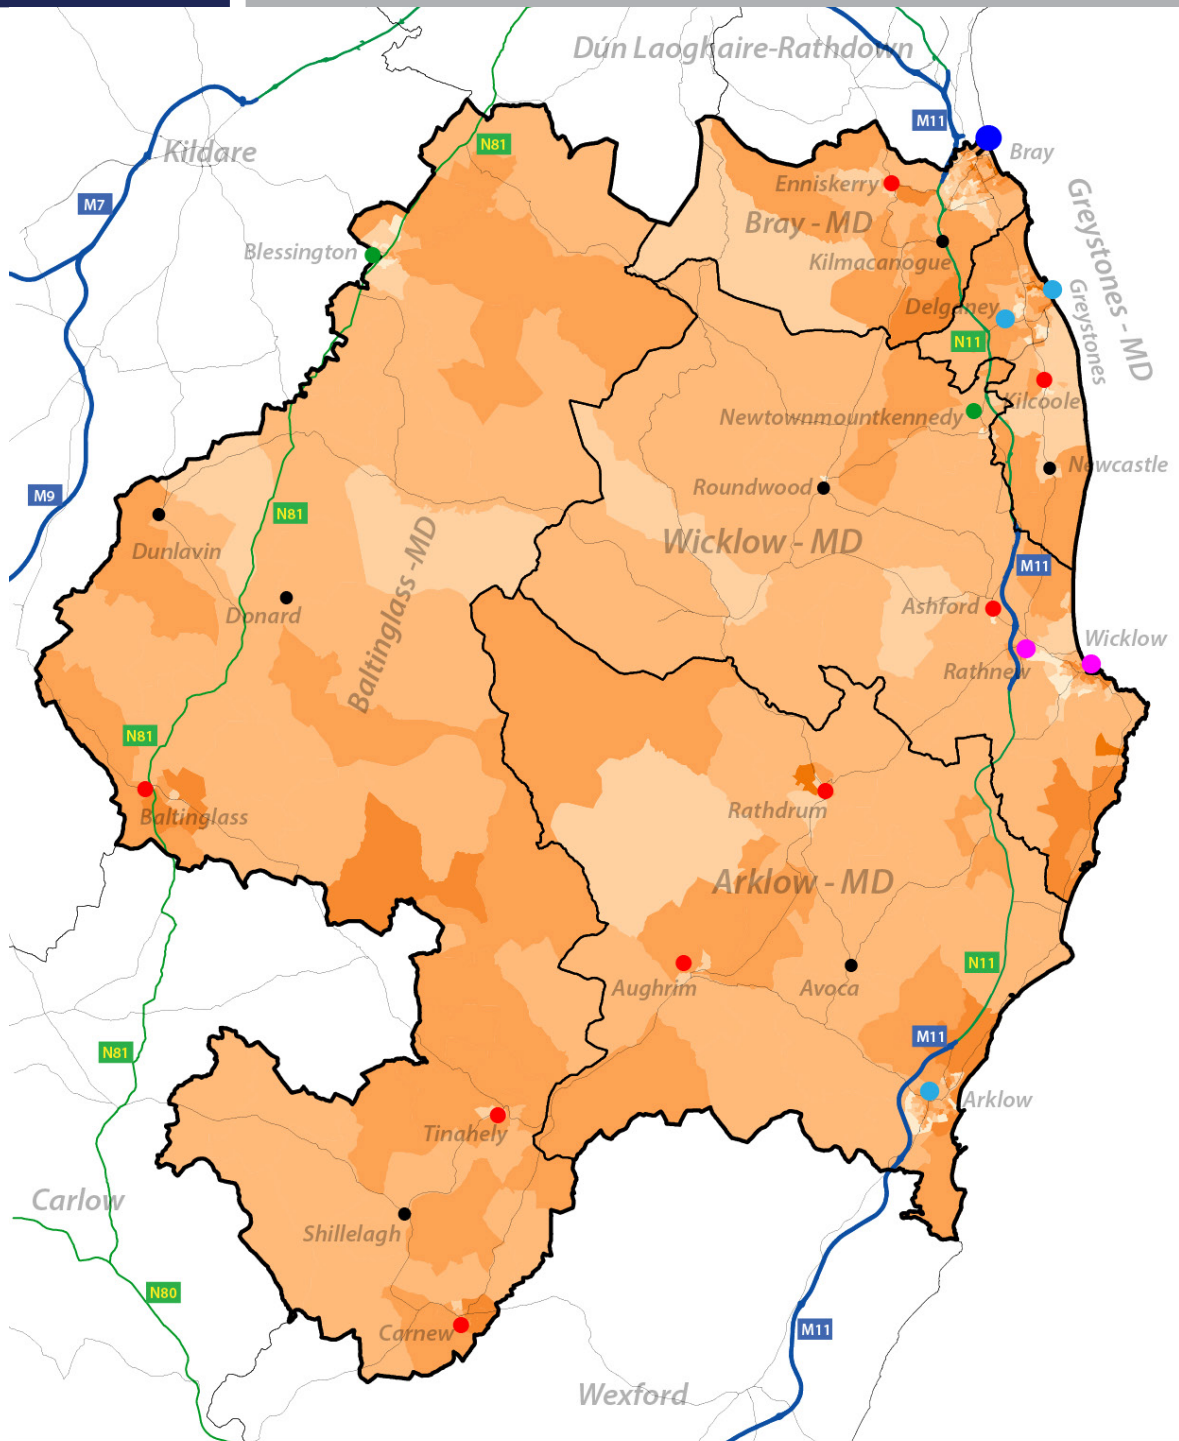 Dún Laoghaire-Rathdown
M11
N81
Bray
Kildare
Enniskerry
M7
Bray - MD
Greystones - MD
Blessington
Kilmacanogue
Greystones
Delganey
N11
Kilcoole
Newtownmountkennedy
Newcastle
Roundwood
M9
N81
Baltinglass -MD
Wicklow - MD
Dunlavin
M11
Donard
Ashford
Wicklow
Rathnew
N81
Baltinglass
Rathdrum
Arklow - MD
N11
Aughrim
Avoca
M11
N81
Arklow
Tinahely
Carlow
Shillelagh
N80
M11
Carnew
Wexford